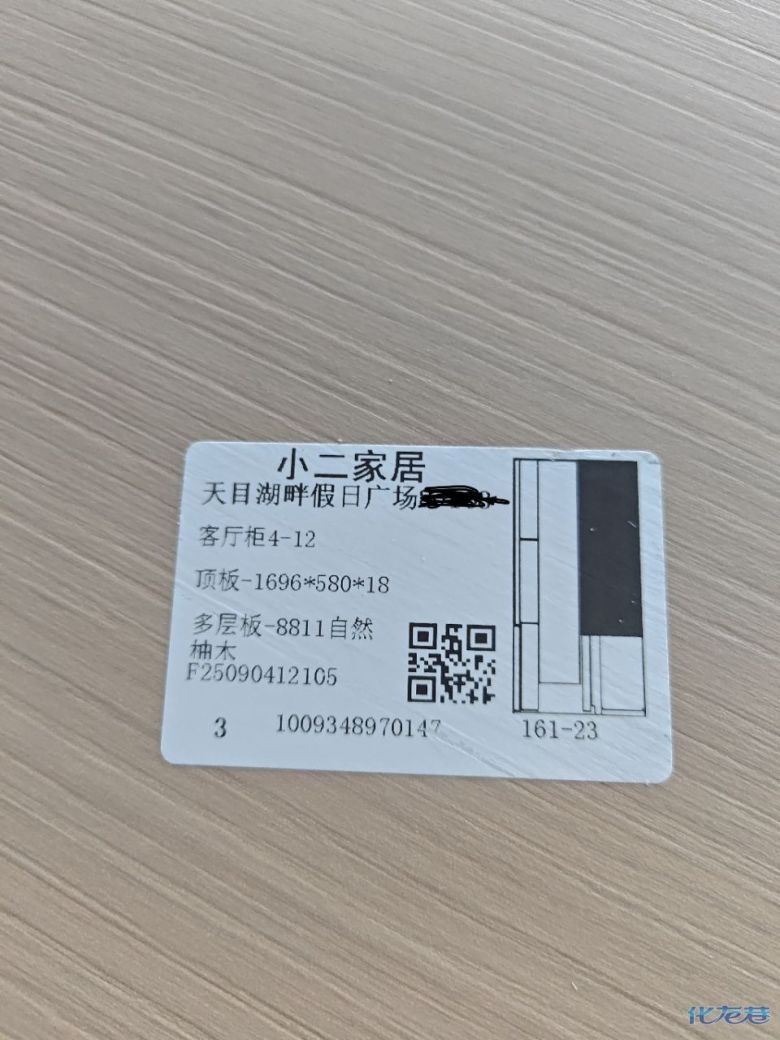 小二家居
天目湖畔假日广场
客厅柜4-12
顶板-1696*580*18
多层板-8811自然
柚木
F25090412105
3 1009348970147 161-23
化龙巷